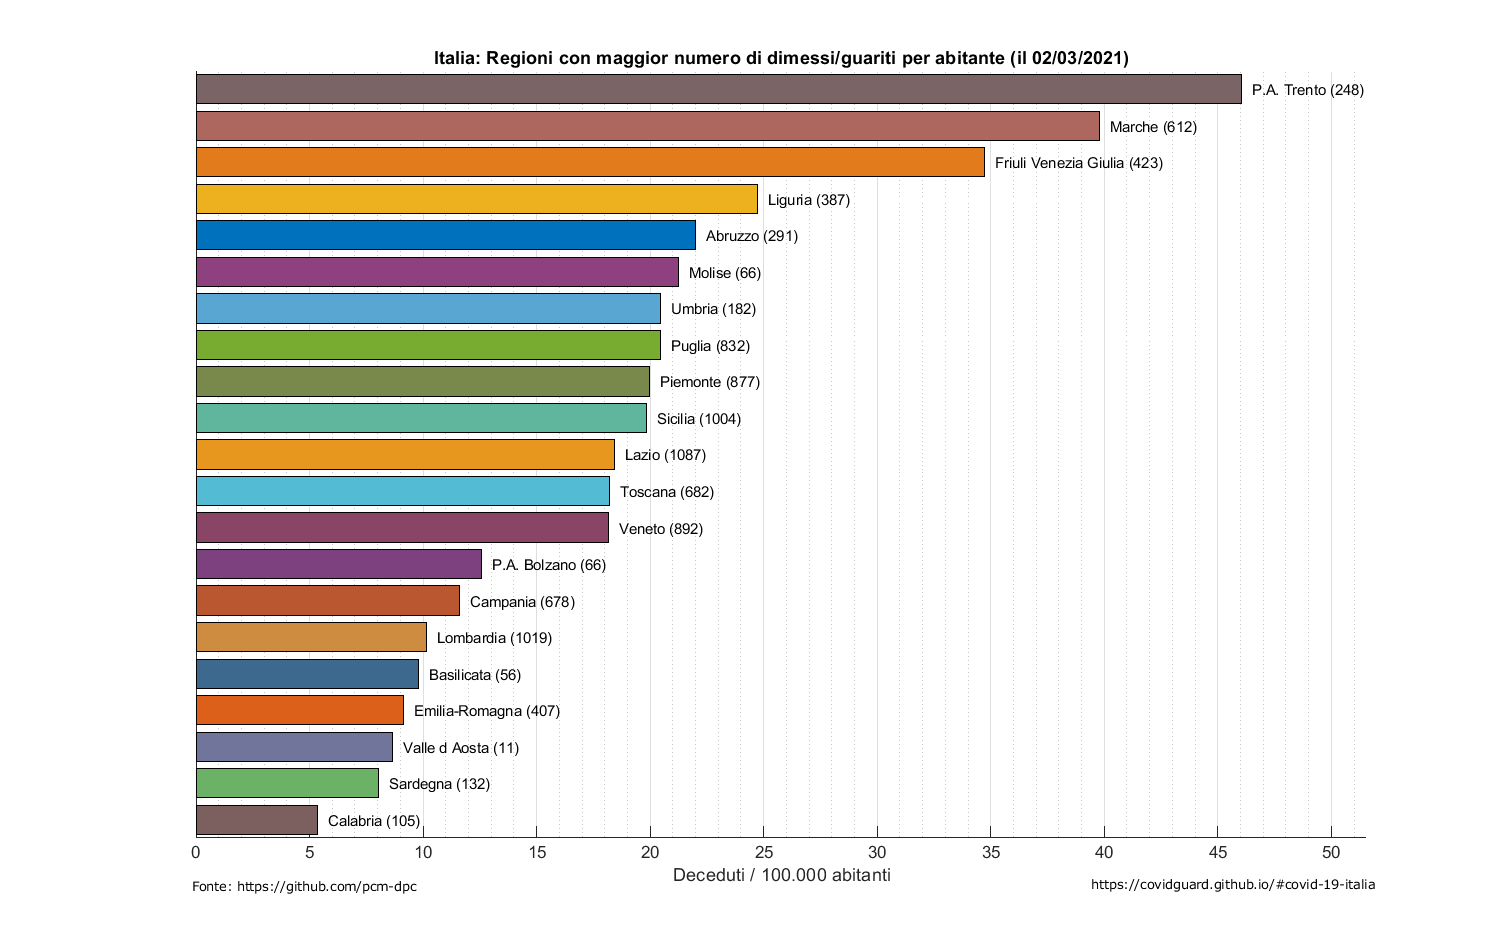 Italia: Regioni con maggior numero di dimessi/guariti per abitante (il 02/03/2021)
P.A. Trento (248)
Marche (612)
Friuli Venezia Giulia (423)
Liguria (387)
Abruzzo (291)
Molise (66)
Umbria (182)
Puglia (832)
Piemonte (877)
Sicilia (1004)
Lazio (1087)
Toscana (682)
Veneto (892)
P.A. Bolzano (66)
Campania (678)
Lombardia (1019)
Basilicata (56)
Emilia-Romagna (407)
Valle d Aosta (11)
Sardegna (132)
Calabria (105)
0 5 10 15 20 25 30 35 40 45 50
Deceduti / 100.000 abitanti
Fonte: https://github.com/pcm-dpc
https://covidguard.github.io/#covid-19-italia